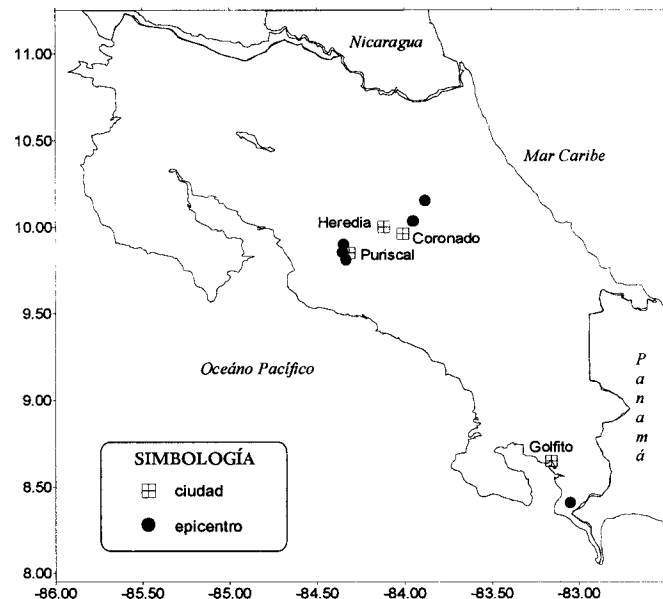 11.00
10.50
10.00
9.50
9.00
8.50
8.00
-86.00
-85.50
-85.00
-84.50
-84.00
-83.50
-83.00
Nicaragua
Mar Caribe
Heredia
Coronado
Puriscal
Océano Pacífico
Panamá
Golfito
SIMBOLOGÍA
ciudad
epicentro